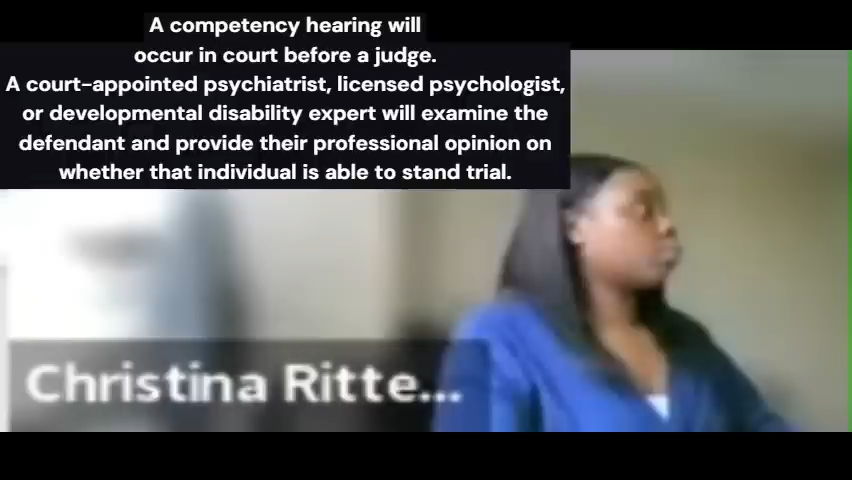 A competency hearing will
occur in court before a judge.
A court-appointed psychiatrist, licensed psychologist,
or developmental disability expert will examine the
defendant and provide their professional opinion on
whether that individual is able to stand trial.
Christina Ritte...